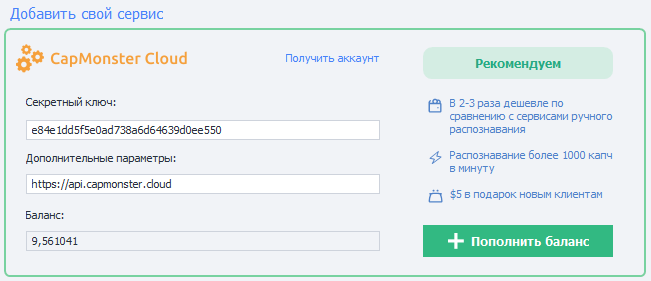 Добавить свой сервис
CapMonster Cloud
Получить аккаунт
Секретный ключ:
e84e1dd5f5e0ad738a6d64639d0ee550
Дополнительные параметры:
https://api.capmonster.cloud
Баланс:
9,561041
Рекомендуем
В 2-3 раза дешевле по
сравнению с сервисами ручного
распознавания
Распознавание более 1000 капч
в минуту
$5 в подарок новым клиентам
Пополнить баланс